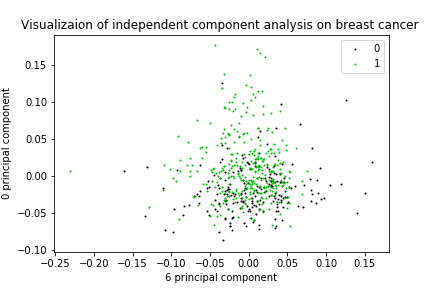 Visualizaion of independent component analysis on breast cancer
0
1
0.15
0.10
0.05
0.00
−0.05
−0.10
0 principal component
−0.25 −0.20 −0.15 −0.10 −0.05 0.00 0.05 0.10 0.15
6 principal component